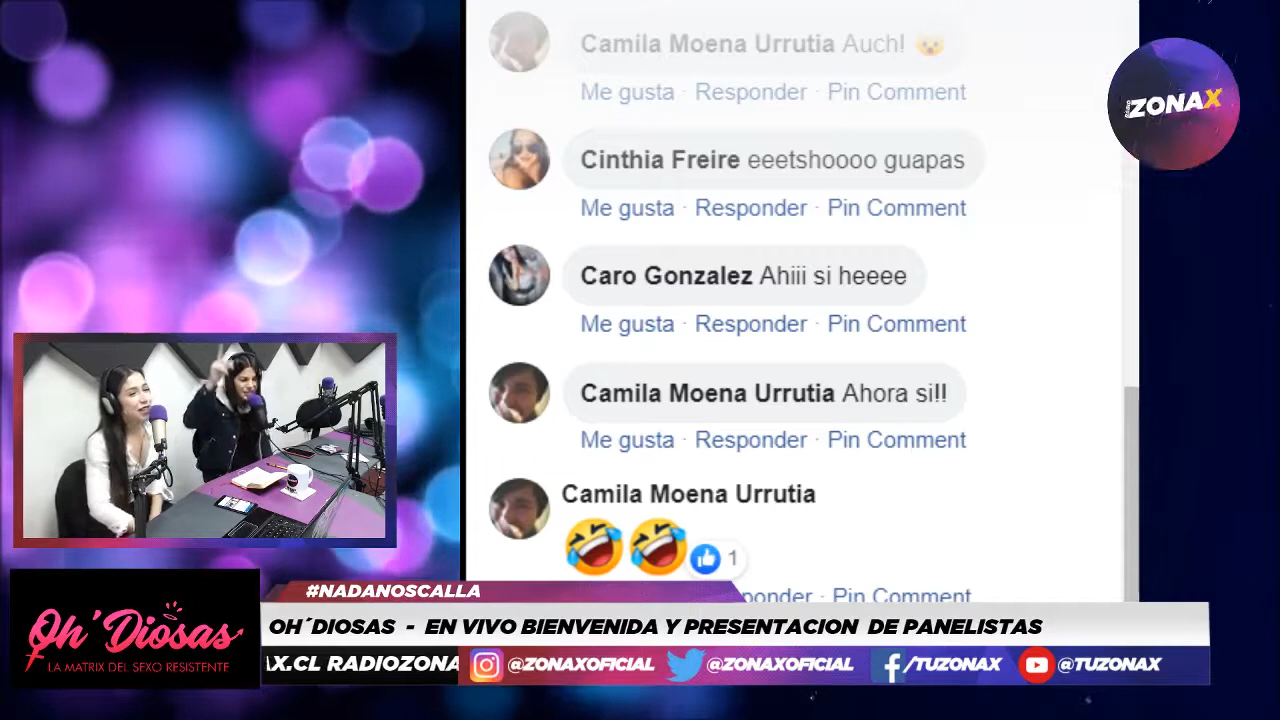 Camila Moena Urrutia Auch!
Me gusta · Responder · Pin Comment
Cinthia Freire eeetshoooo guapas
Me gusta · Responder · Pin Comment
Caro Gonzalez Ahiii si heeee
Me gusta · Responder · Pin Comment
Camila Moena Urrutia Ahora si!!
Me gusta · Responder · Pin Comment
Camila Moena Urrutia
1
ponder · Pin Comment
ZONAX
#NADANOSCALLA
OH´DIOSAS - EN VIVO BIENVENIDA Y PRESENTACION DE PANELISTAS
Oh' Diosas
LA MATRIX DEL SEXO RESISTENTE
X.CL RADIOZONA
@ZONAXOFICIAL
@ZONAXOFICIAL
/TUZONAX
@TUZONAX